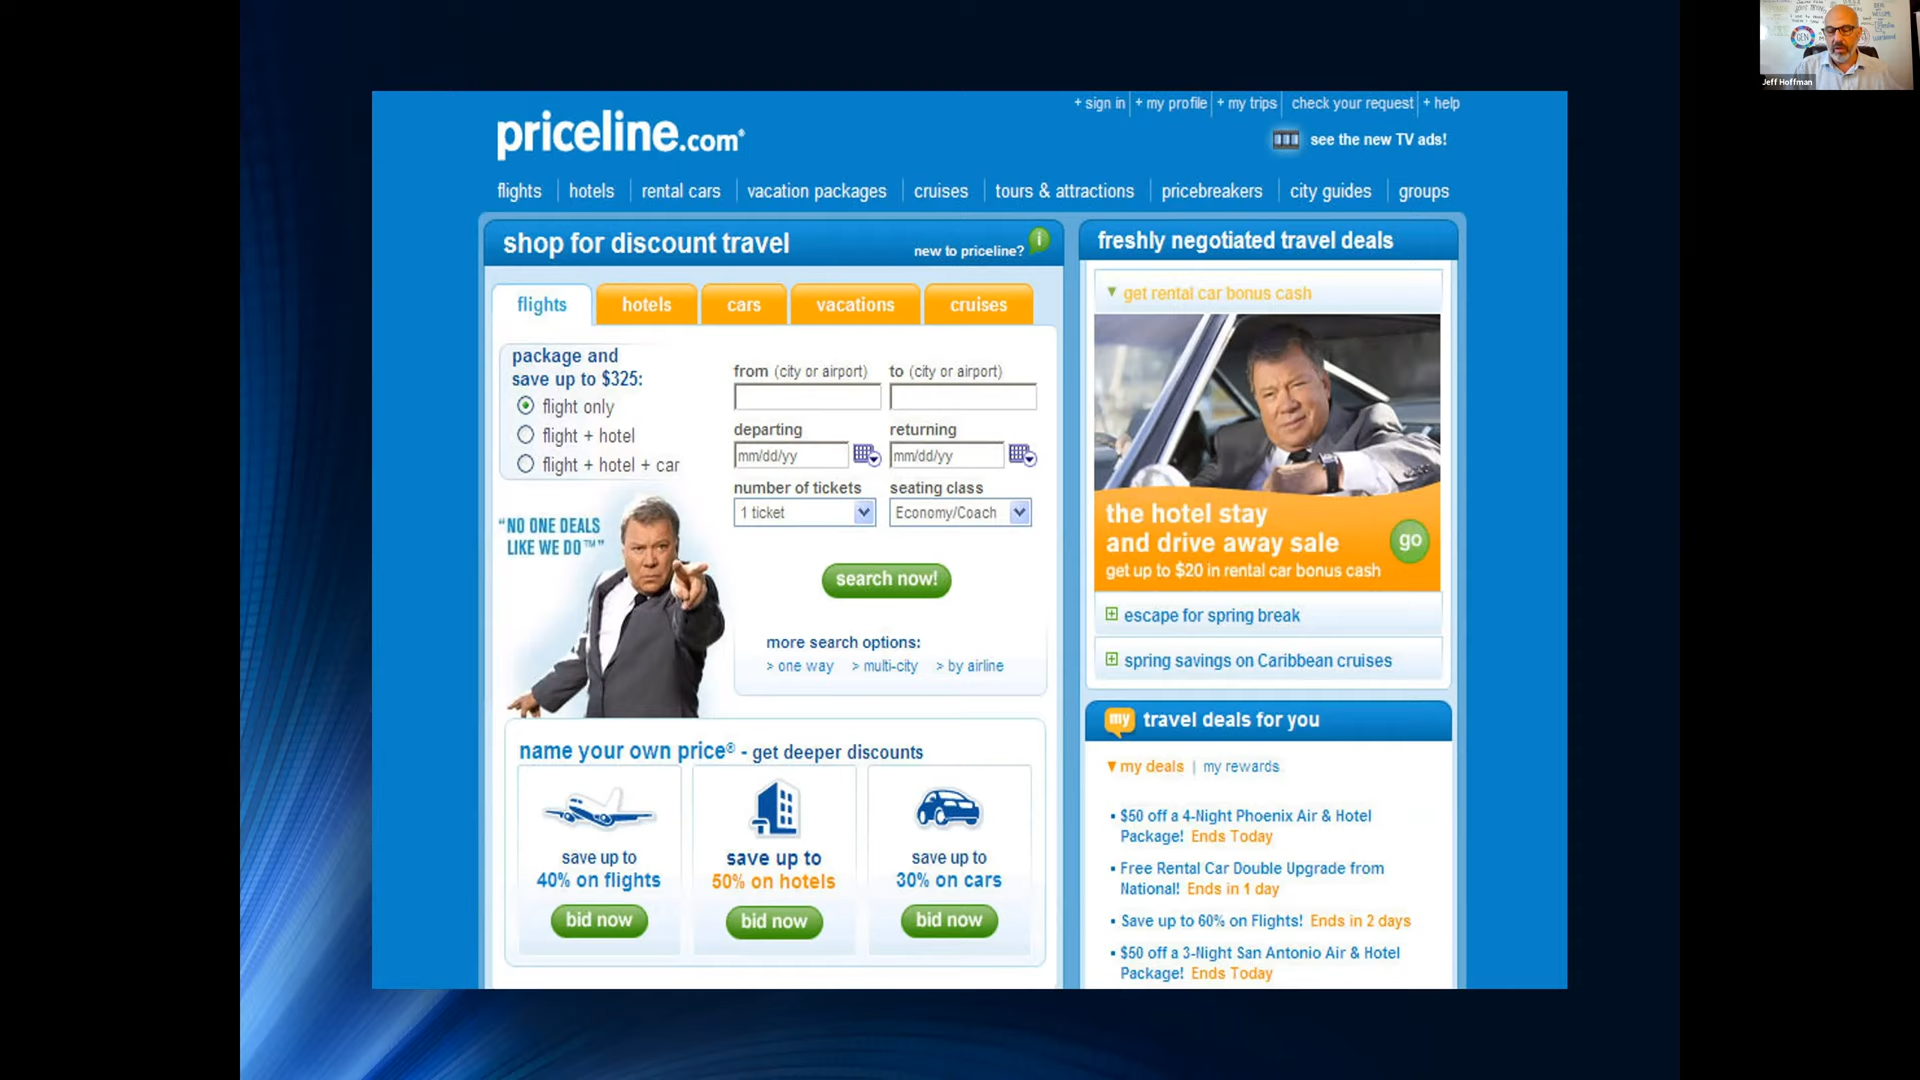 priceline.com®
+ sign in | + my profile | + my trips | check your request | + help
see the new TV ads!
flights | hotels | rental cars | vacation packages | cruises | tours & attractions | pricebreakers | city guides | groups
shop for discount travel
new to priceline? i
flights hotels cars vacations cruises
package and
save up to $325:
flight only
flight + hotel
flight + hotel + car
from (city or airport) to (city or airport)
departing returning
mm/dd/yy mm/dd/yy
number of tickets seating class
1 ticket Economy/Coach
"NO ONE DEALS
LIKE WE DO™"
search now!
more search options:
> one way > multi-city > by airline
name your own price® - get deeper discounts
save up to
40% on flights
bid now
save up to
50% on hotels
bid now
save up to
30% on cars
bid now
freshly negotiated travel deals
get rental car bonus cash
the hotel stay
and drive away sale
get up to $20 in rental car bonus cash
go
escape for spring break
spring savings on Caribbean cruises
my travel deals for you
my deals | my rewards
• $50 off a 4-Night Phoenix Air & Hotel
Package! Ends Today
• Free Rental Car Double Upgrade from
National! Ends in 1 day
• Save up to 60% on Flights! Ends in 2 days
• $50 off a 3-Night San Antonio Air & Hotel
Package! Ends Today
GEN
Jeff Hoffman